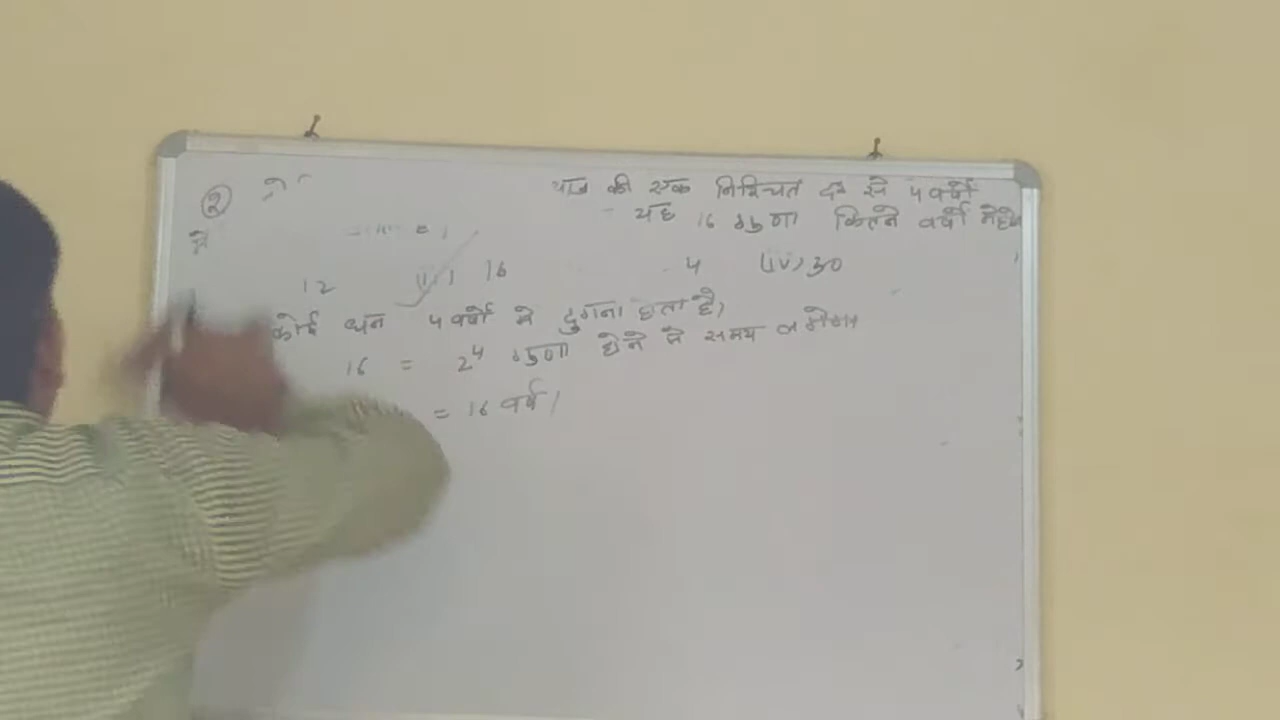 ② ब्याज की एक निश्चित दर से 4 वर्षों
में यह 16 गुणा कितने वर्षों में होगा
12 16 4 (iv) 30
कोई धन 4 वर्षों में दुगना होता है,
16 = 2⁴ गुणा होने में समय लगेगा
= 16 वर्ष।